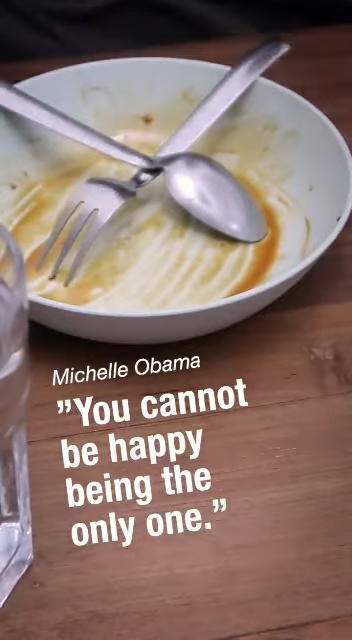 Michelle Obama
”You cannot
be happy
being the
only one.”